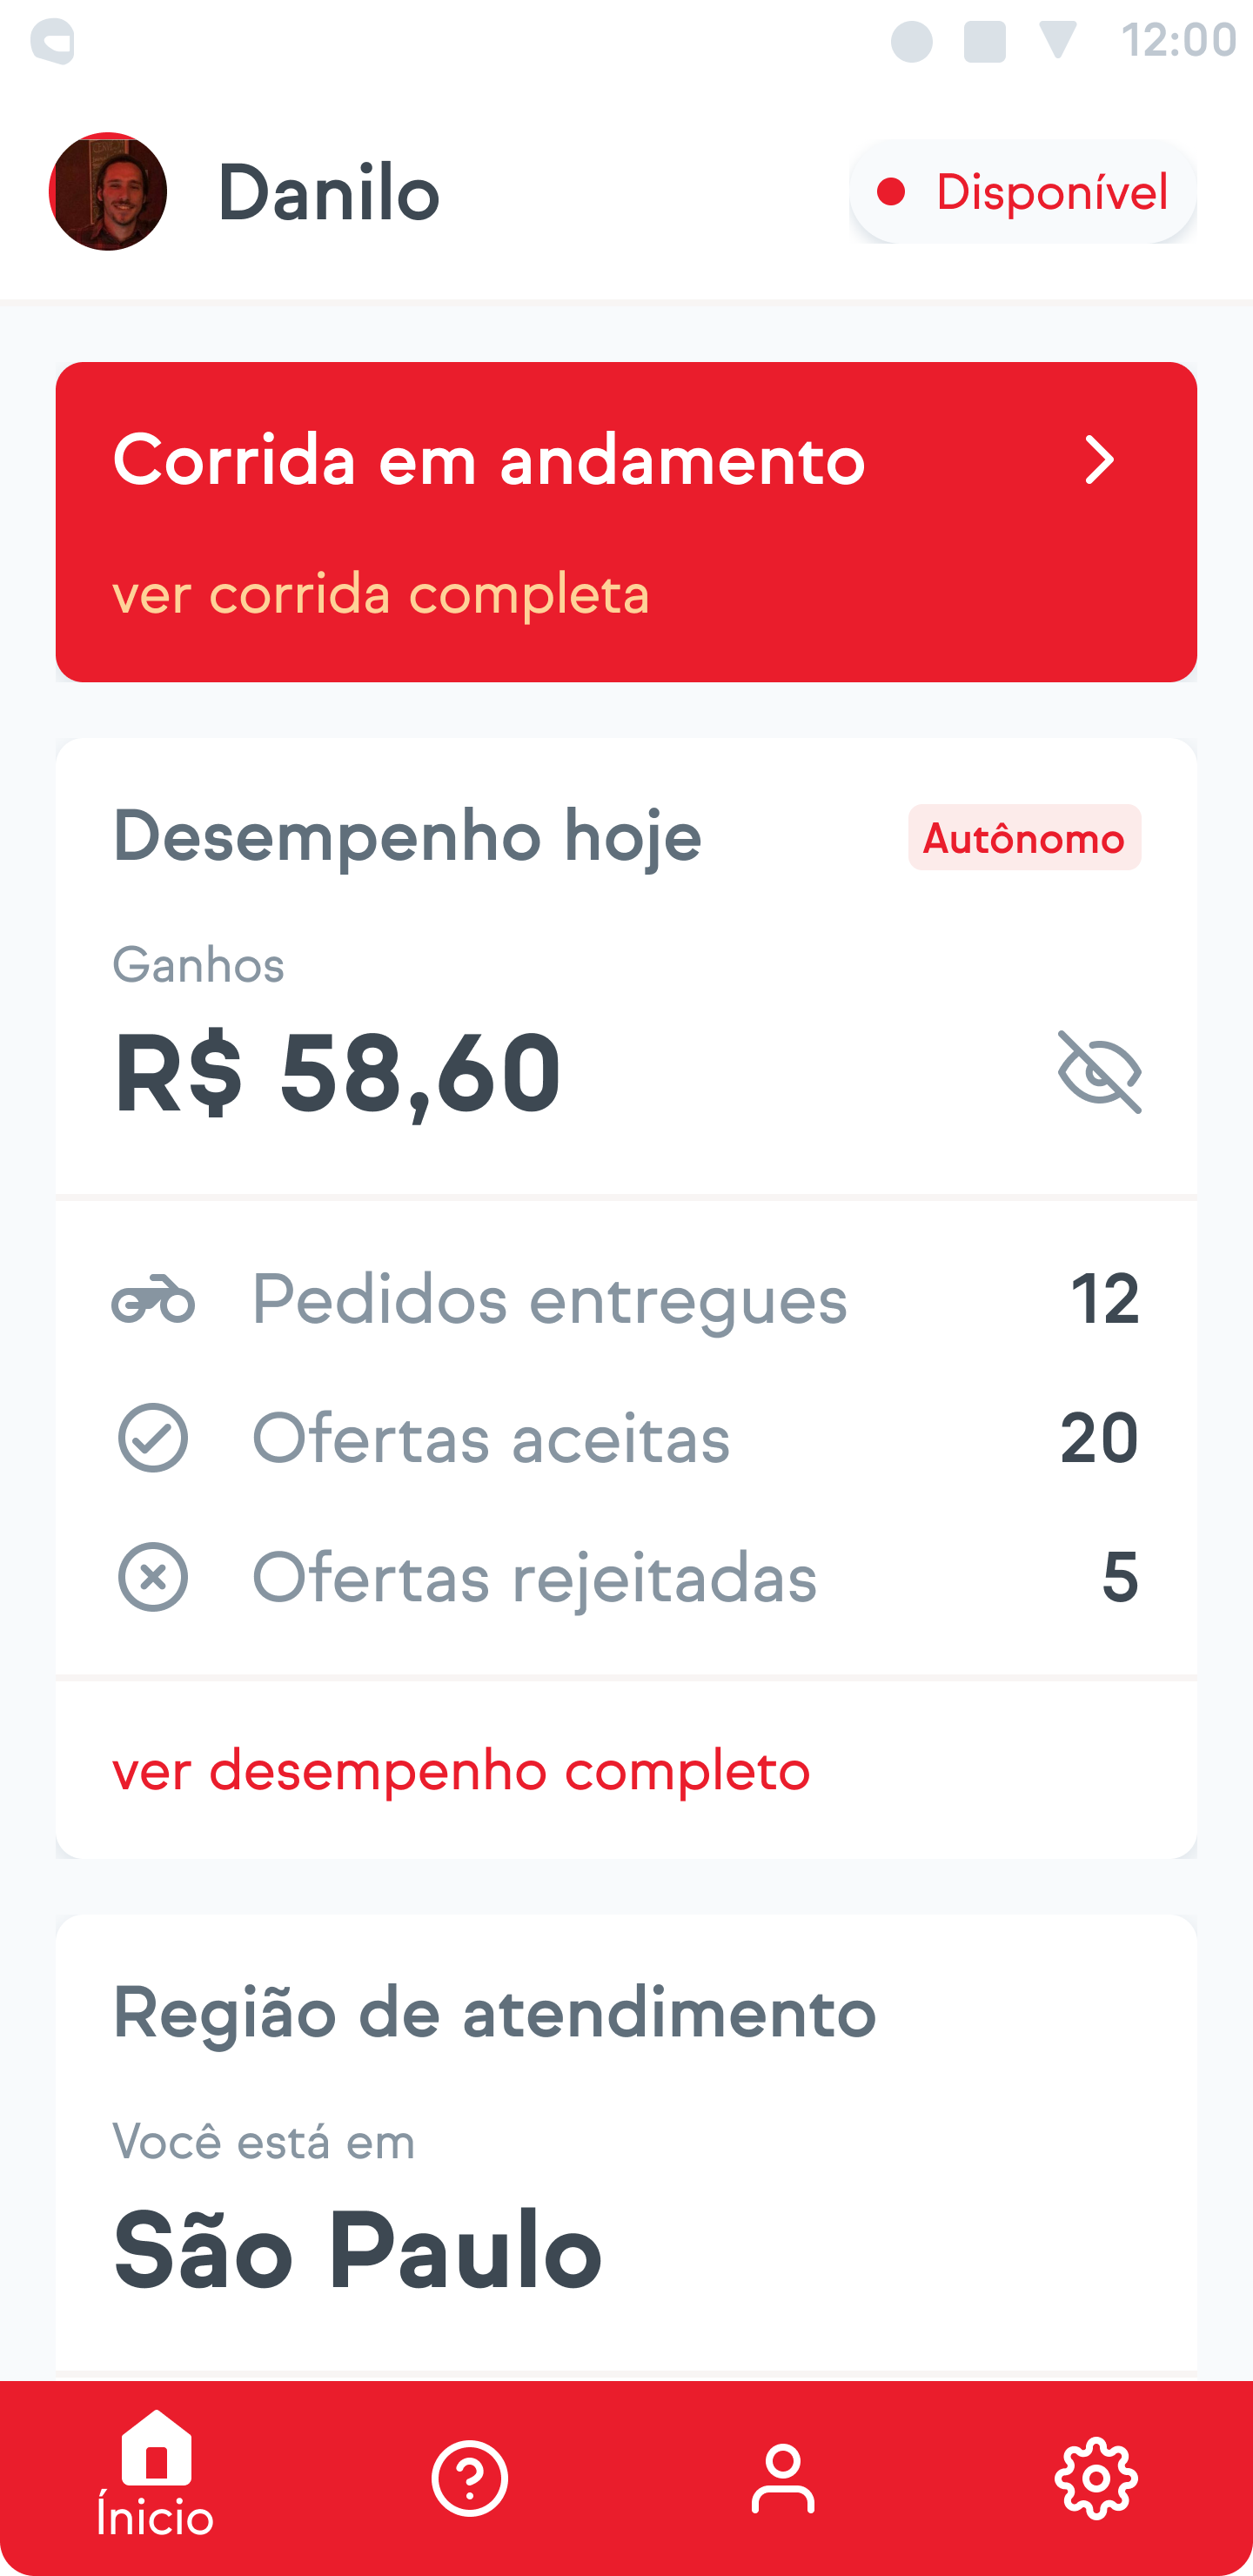 12:00
Danilo
Disponível
Corrida em andamento
ver corrida completa
Desempenho hoje
Autônomo
Ganhos
R$ 58,60
Pedidos entregues 12
Ofertas aceitas 20
Ofertas rejeitadas 5
ver desempenho completo
Região de atendimento
Você está em
São Paulo
Ínicio